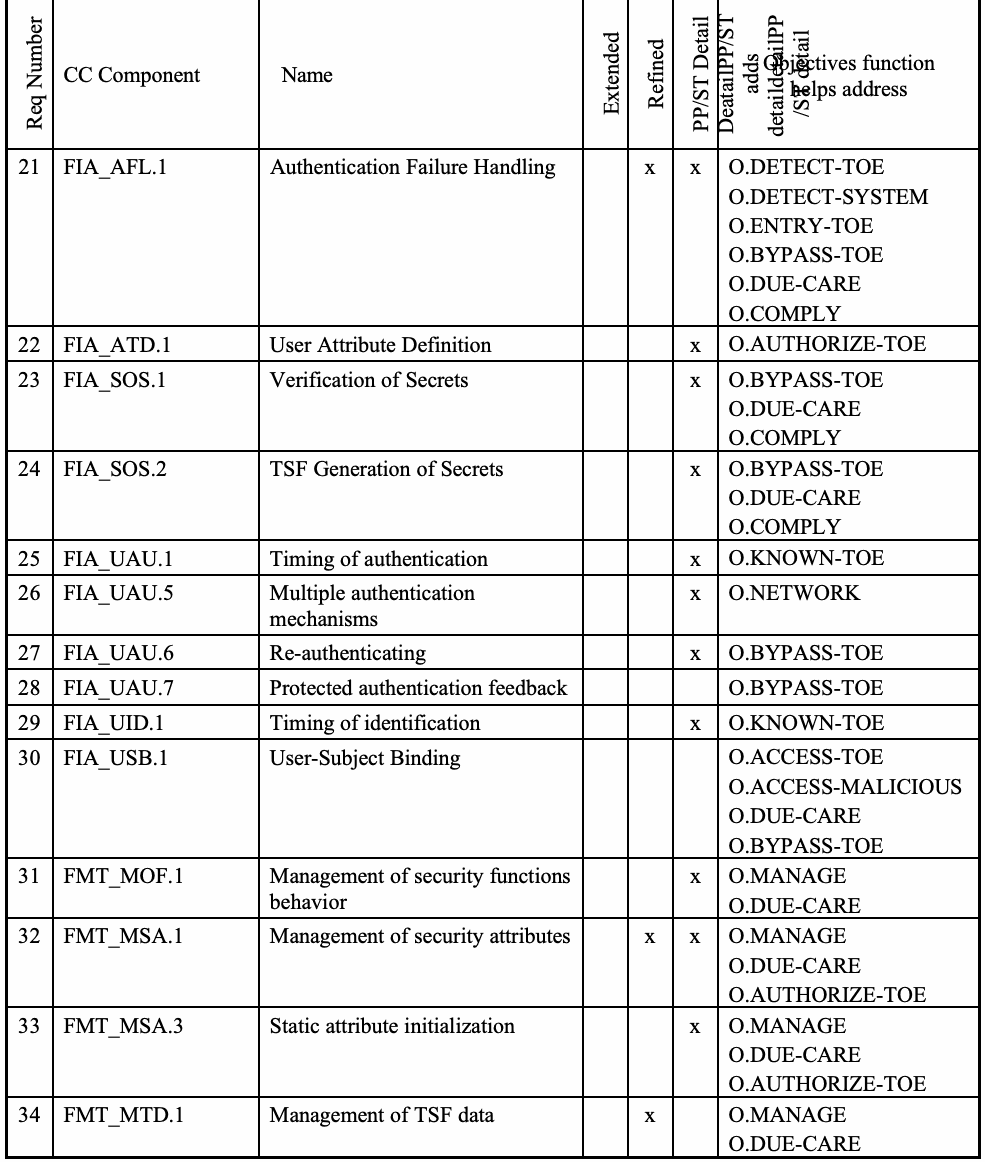 Req Number CC Component Name Extended Refined PP/ST Detail
DeatailPP/ST
adds
detaildetailPP
/ST detail
Objectives function
helps address
21 FIA_AFL.1 Authentication Failure Handling x x O.DETECT-TOE
O.DETECT-SYSTEM
O.ENTRY-TOE
O.BYPASS-TOE
O.DUE-CARE
O.COMPLY
22 FIA_ATD.1 User Attribute Definition x O.AUTHORIZE-TOE
23 FIA_SOS.1 Verification of Secrets x O.BYPASS-TOE
O.DUE-CARE
O.COMPLY
24 FIA_SOS.2 TSF Generation of Secrets x O.BYPASS-TOE
O.DUE-CARE
O.COMPLY
25 FIA_UAU.1 Timing of authentication x O.KNOWN-TOE
26 FIA_UAU.5 Multiple authentication x O.NETWORK
mechanisms
27 FIA_UAU.6 Re-authenticating x O.BYPASS-TOE
28 FIA_UAU.7 Protected authentication feedback O.BYPASS-TOE
29 FIA_UID.1 Timing of identification x O.KNOWN-TOE
30 FIA_USB.1 User-Subject Binding O.ACCESS-TOE
O.ACCESS-MALICIOUS
O.DUE-CARE
O.BYPASS-TOE
31 FMT_MOF.1 Management of security functions x O.MANAGE
behavior O.DUE-CARE
32 FMT_MSA.1 Management of security attributes x x O.MANAGE
O.DUE-CARE
O.AUTHORIZE-TOE
33 FMT_MSA.3 Static attribute initialization x O.MANAGE
O.DUE-CARE
O.AUTHORIZE-TOE
34 FMT_MTD.1 Management of TSF data x O.MANAGE
O.DUE-CARE